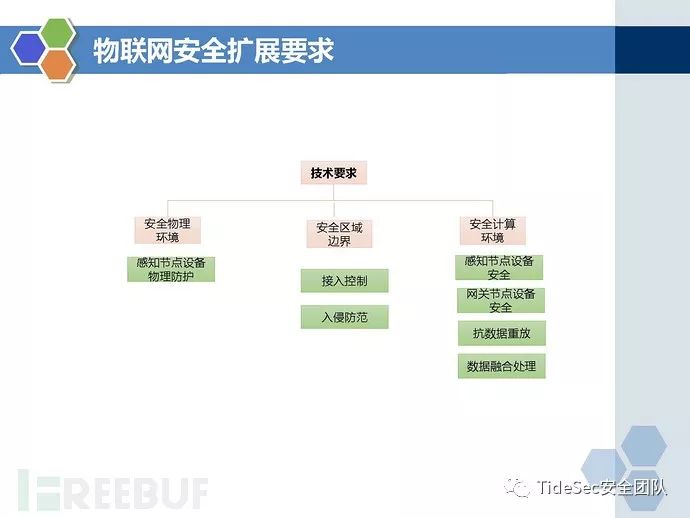 物联网安全扩展要求
技术要求
安全物理
环境
感知节点设备
物理防护
安全区域
边界
接入控制
入侵防范
安全计算
环境
感知节点设备
安全
网关节点设备
安全
抗数据重放
数据融合处理
FREEBUF
TideSec安全团队